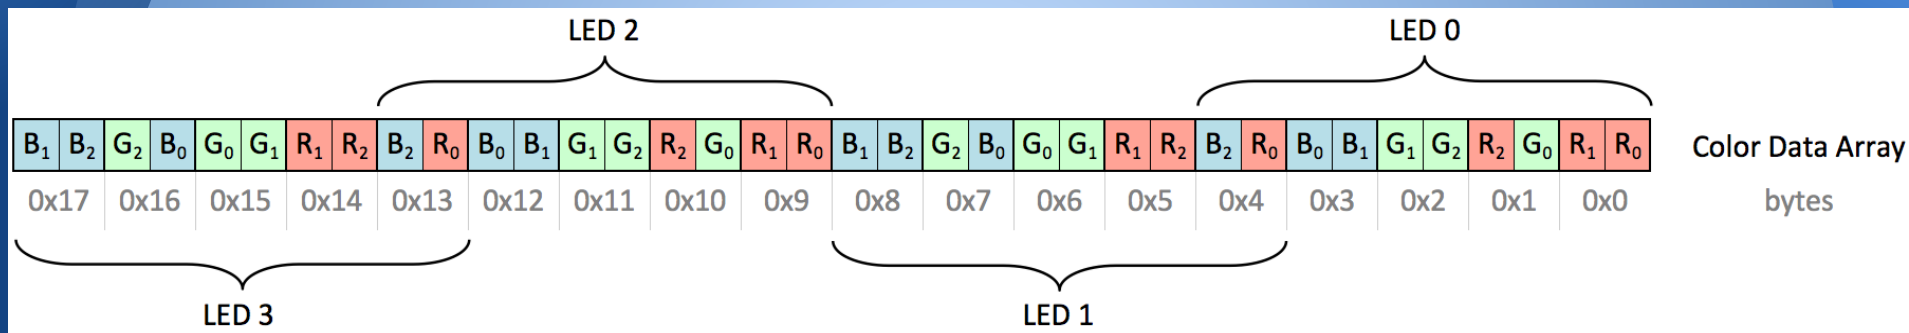 LED 2 LED 0
B₁ B₂ G₂ B₀ G₀ G₁ R₁ R₂ B₂ R₀ B₀ B₁ G₁ G₂ R₂ G₀ R₁ R₀ B₁ B₂ G₂ B₀ G₀ G₁ R₁ R₂ B₂ R₀ B₀ B₁ G₁ G₂ R₂ G₀ R₁ R₀ Color Data Array
0x17 0x16 0x15 0x14 0x13 0x12 0x11 0x10 0x9 0x8 0x7 0x6 0x5 0x4 0x3 0x2 0x1 0x0 bytes
LED 3 LED 1